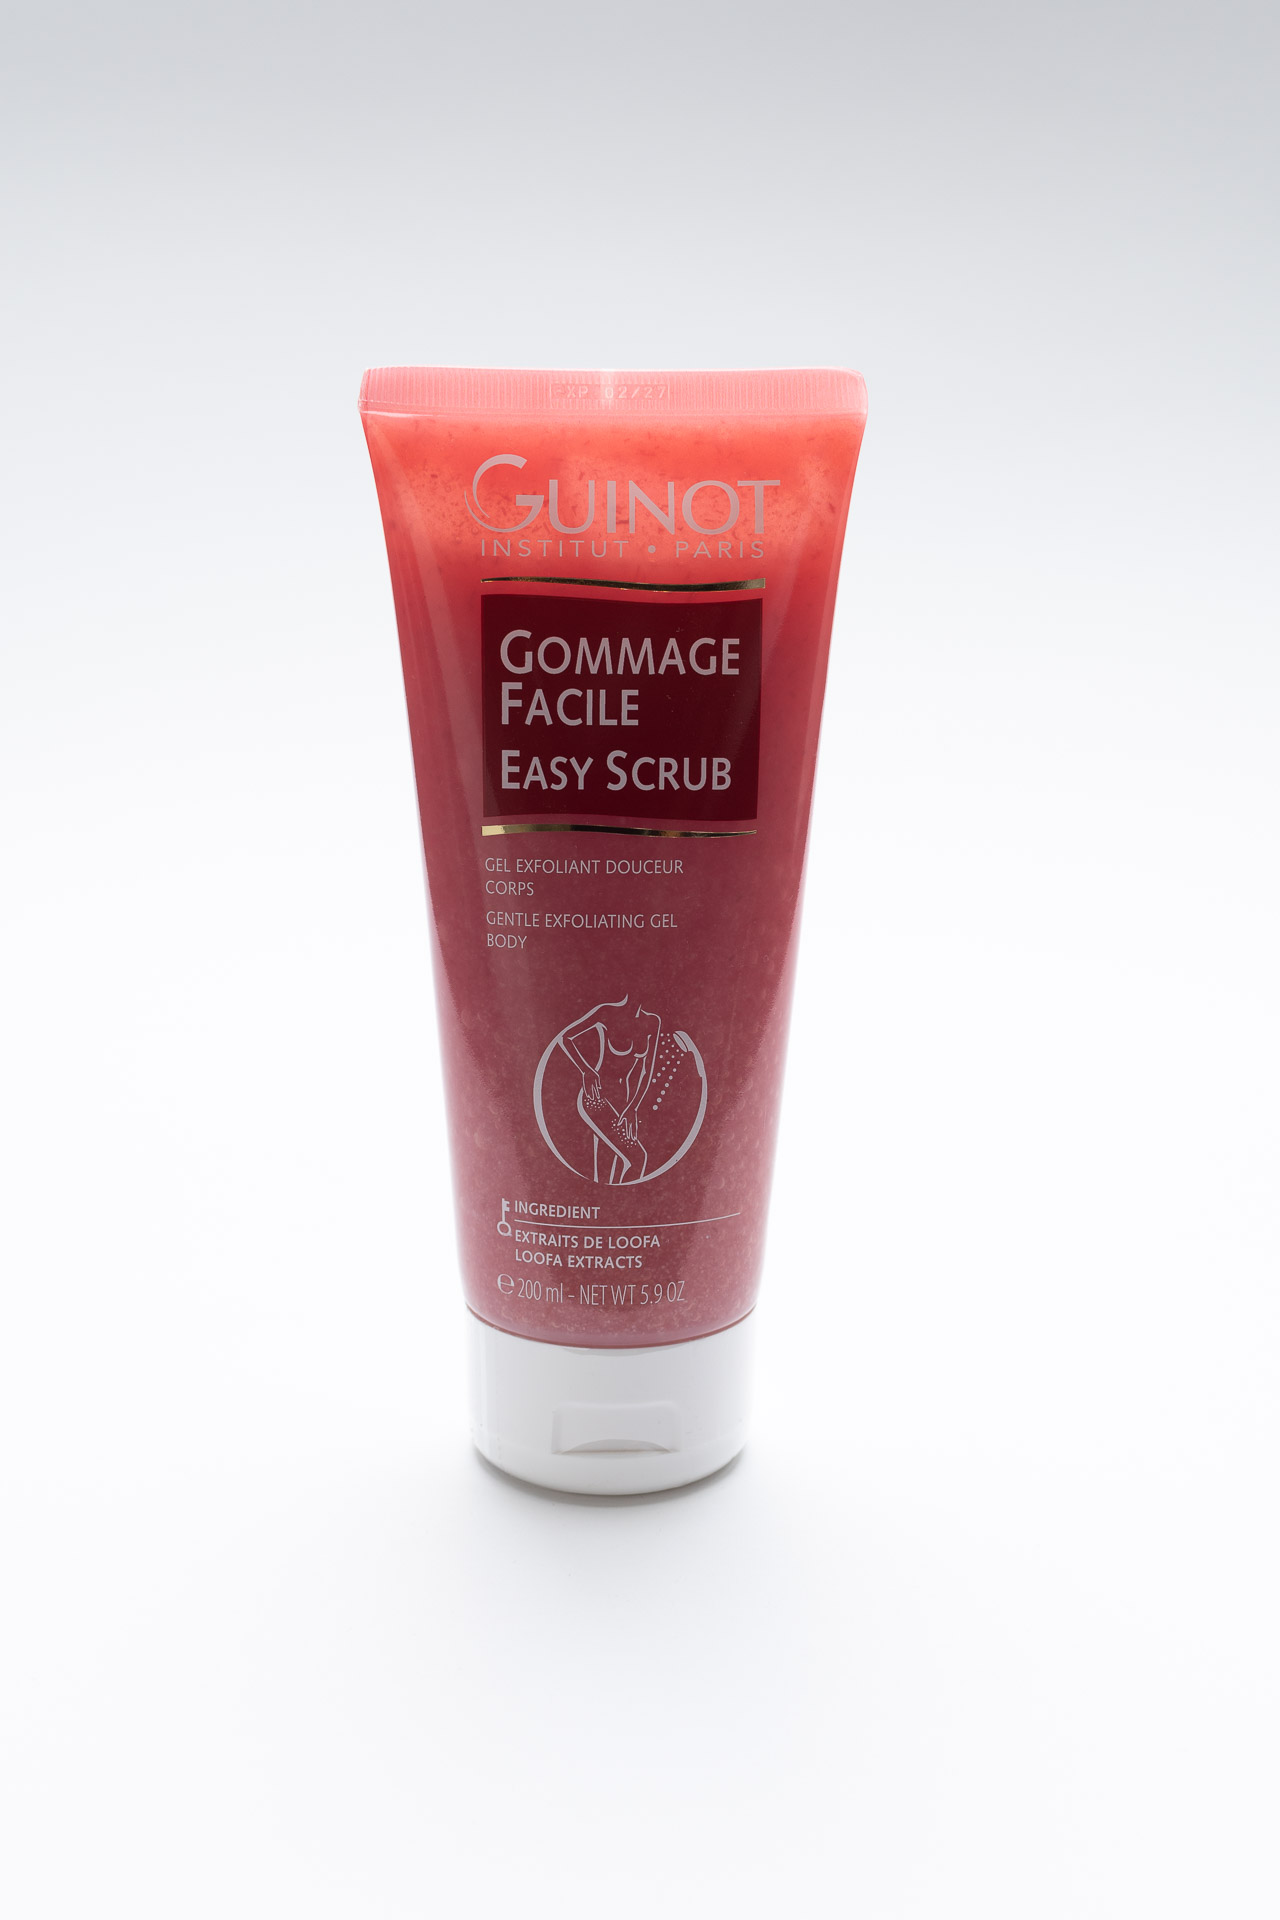 EXP 02/27
GUINOT
INSTITUT • PARIS
GOMMAGE
FACILE
EASY SCRUB
GEL EXFOLIANT DOUCEUR
CORPS
GENTLE EXFOLIATING GEL
BODY
INGREDIENT
EXTRAITS DE LOOFA
LOOFA EXTRACTS
℮ 200 ml - NET WT 5.9 OZ